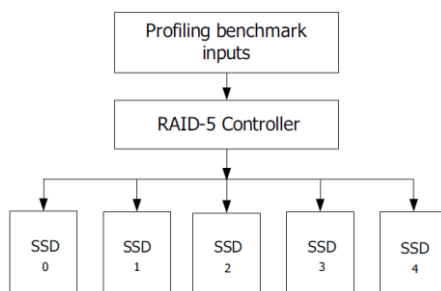 Profiling benchmark
inputs
RAID-5 Controller
SSD
0
SSD
1
SSD
2
SSD
3
SSD
4